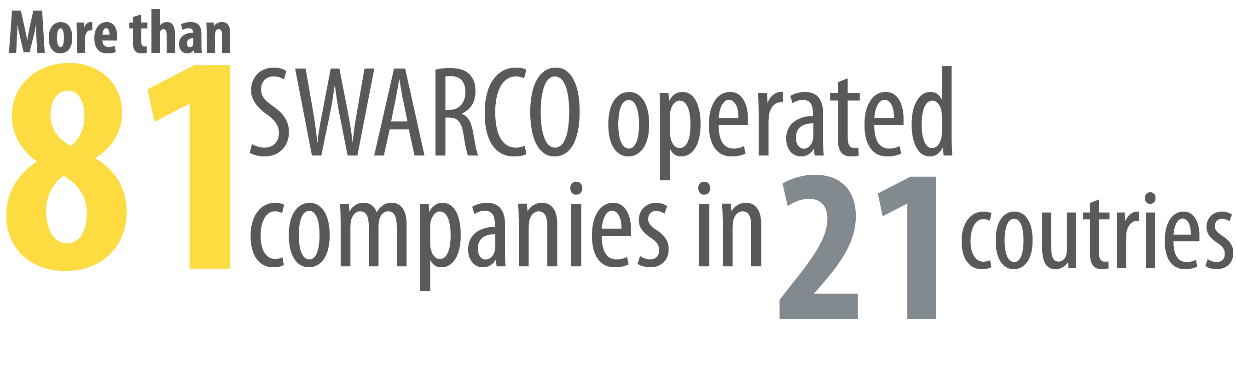 More than
81 SWARCO operated
companies in 21 coutries